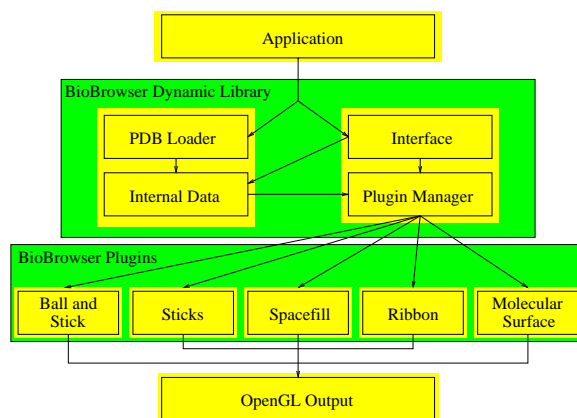 Application
BioBrowser Dynamic Library
PDB Loader
Interface
Internal Data
Plugin Manager
BioBrowser Plugins
Ball and
Stick
Sticks
Spacefill
Ribbon
Molecular
Surface
OpenGL Output